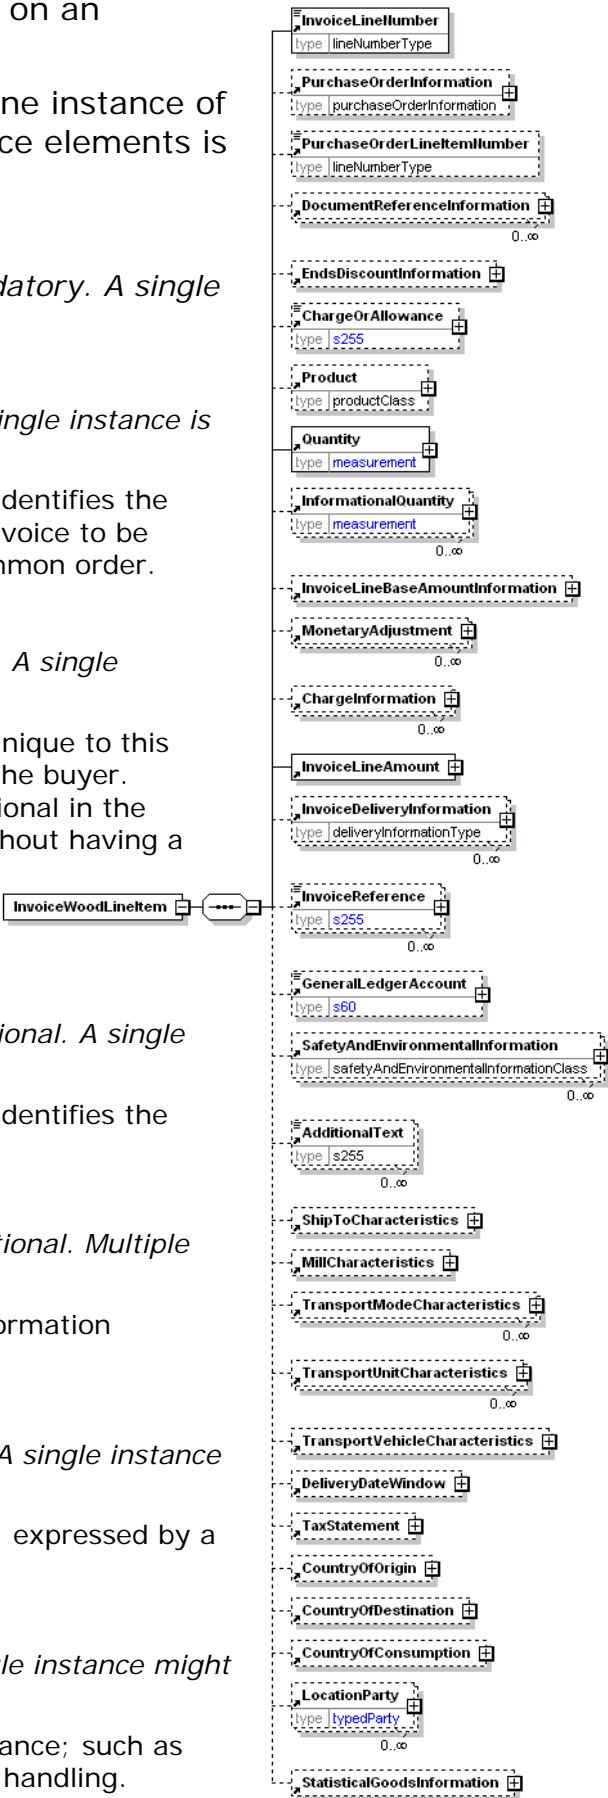 on an
ne instance of
ce elements is
datory. A single
ingle instance is
dentifies the
voice to be
nmon order.
A single
nique to this
he buyer.
ional in the
hout having a
ional. A single
dentifies the
tional. Multiple
ormation
A single instance
expressed by a
gle instance might
ance; such as
handling.
InvoiceWoodLineItem
InvoiceLineNumber
type lineNumberType
PurchaseOrderInformation
type purchaseOrderInformation
PurchaseOrderLineItemNumber
type lineNumberType
DocumentReferenceInformation
0..∞
EndsDiscountInformation
ChargeOrAllowance
type s255
Product
type productClass
Quantity
type measurement
InformationalQuantity
type measurement
0..∞
InvoiceLineBaseAmountInformation
MonetaryAdjustment
0..∞
ChargeInformation
0..∞
InvoiceLineAmount
InvoiceDeliveryInformation
type deliveryInformationType
0..∞
InvoiceReference
type s255
0..∞
GeneralLedgerAccount
type s60
SafetyAndEnvironmentalInformation
type safetyAndEnvironmentalInformationClass
0..∞
AdditionalText
type s255
0..∞
ShipToCharacteristics
MillCharacteristics
TransportModeCharacteristics
0..∞
TransportUnitCharacteristics
0..∞
TransportVehicleCharacteristics
DeliveryDateWindow
TaxStatement
CountryOfOrigin
CountryOfDestination
CountryOfConsumption
LocationParty
type typedParty
0..∞
StatisticalGoodsInformation